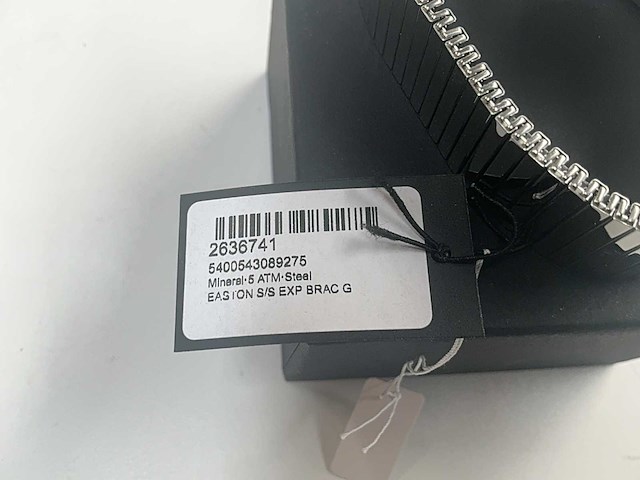 2636741
5400543089275
Mineral·5 ATM·Steel
EASTON S/S EXP BRAC G